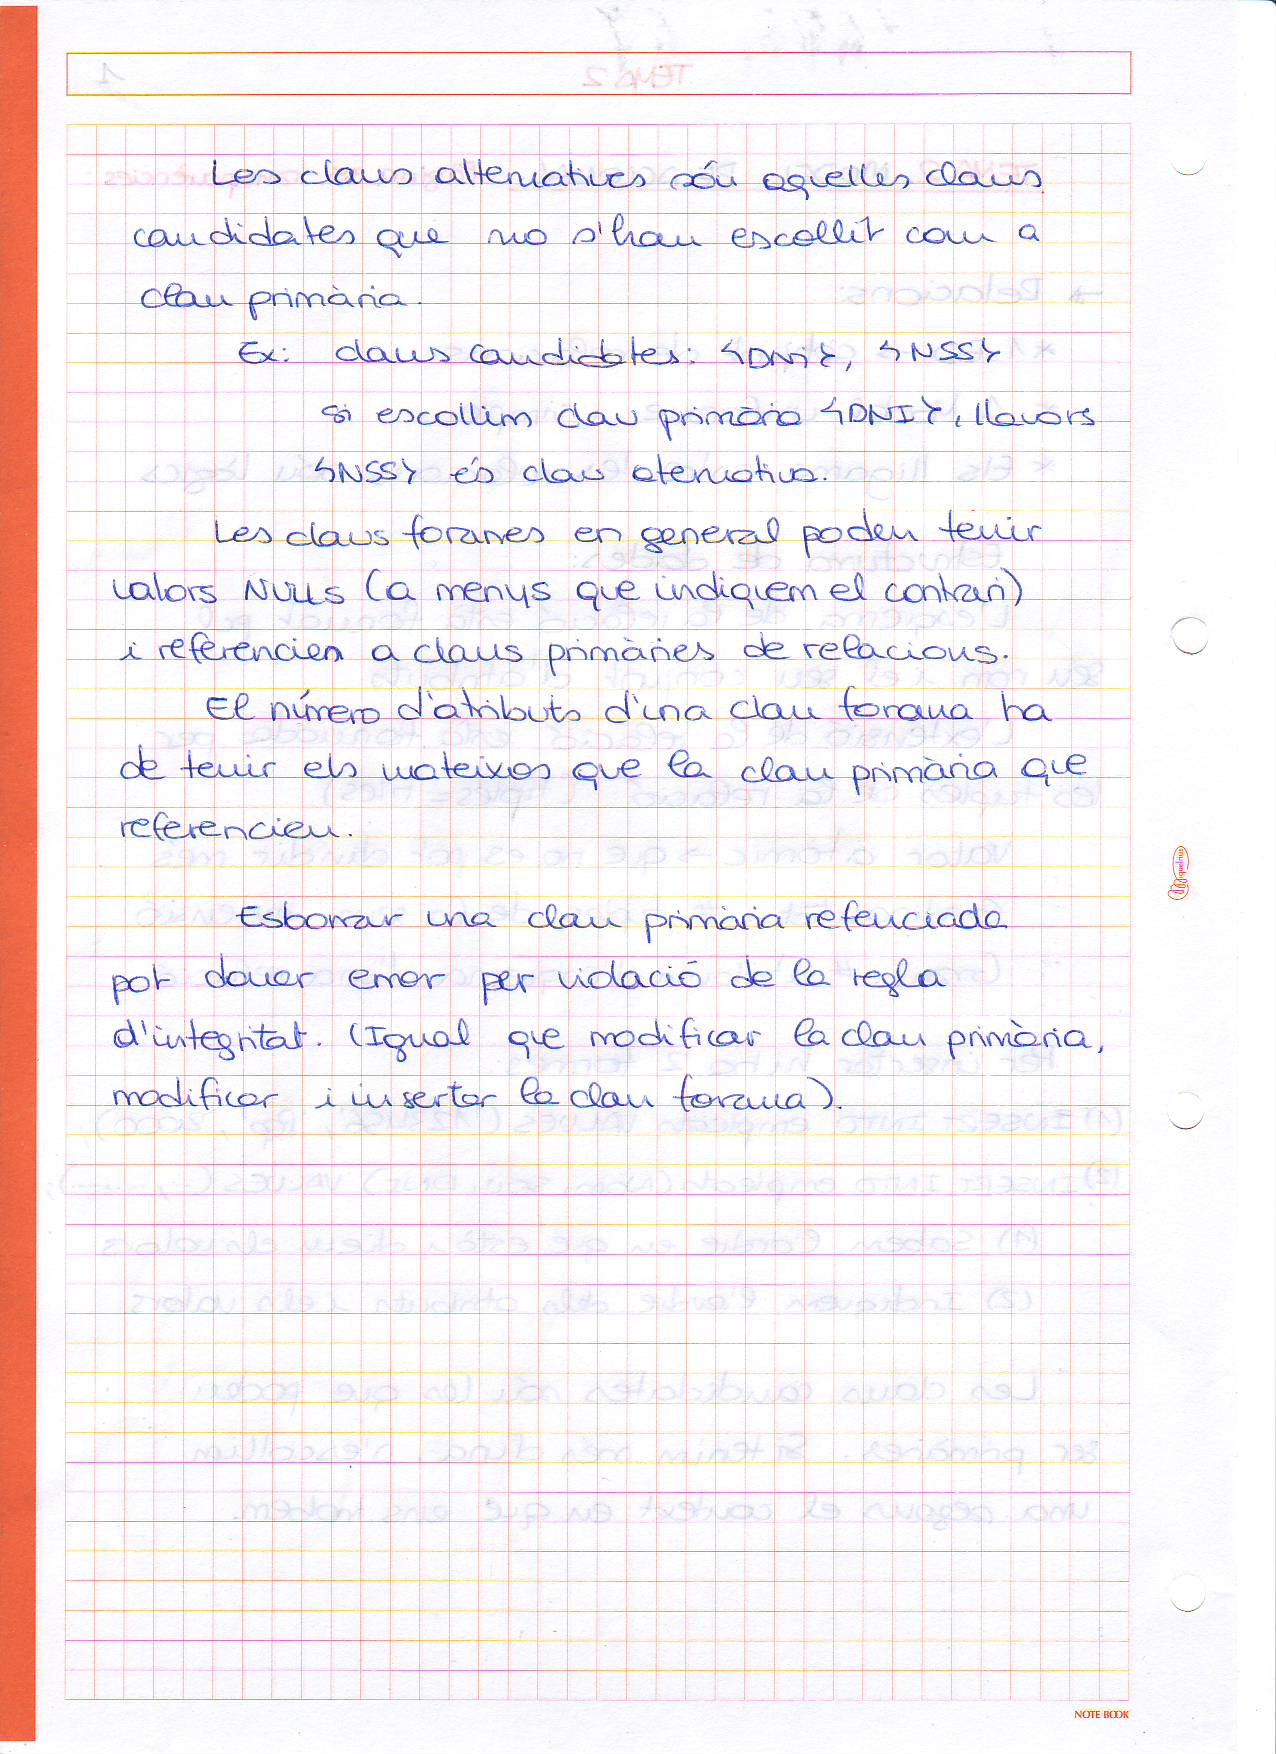 Les claus alternatives són aquelles claus
candidates que no s'han escollit com a
clau primària.
Ex: claus candidates: {DNI}, {NSS}
si escollim clau primària {DNI}, llavors
{NSS} és clau aternativa.
Les claus foranes en general poden tenir
valors NULLS (a menys que indiquem el contrari)
i referencien a claus primàries de relacions.
El número d'atributs d'una clau forana ha
de tenir els mateixos que la clau primària que
referencien.
Esborrar una clau primària refenciada
pot donar error per violació de la regla
d'integritat. (Igual que modificar la clau primària,
modificar i insertar la clau forana).
miquelrius
NOTE BOOK